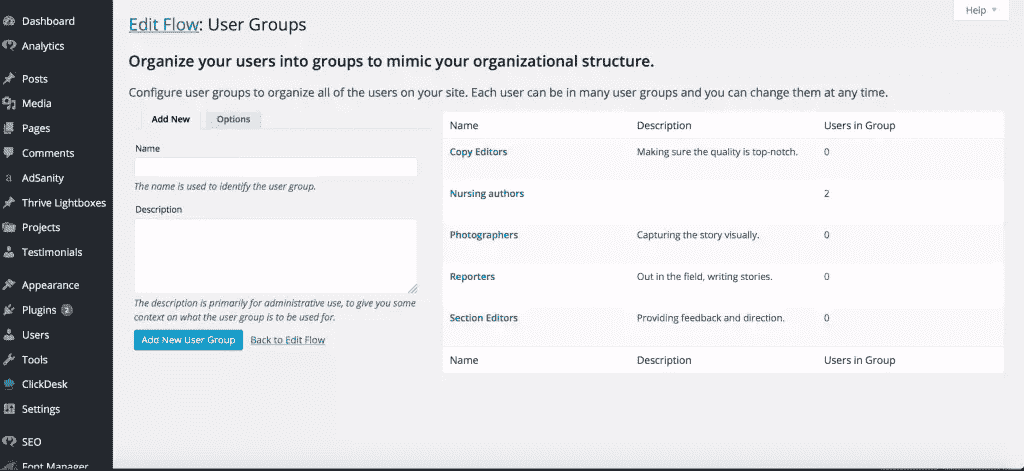 Dashboard
Analytics
Posts
Media
Pages
Comments
AdSanity
Thrive Lightboxes
Projects
Testimonials
Appearance
Plugins 2
Users
Tools
ClickDesk
Settings
SEO
Font Manager
Help
Edit Flow: User Groups
Organize your users into groups to mimic your organizational structure.
Configure user groups to organize all of the users on your site. Each user can be in many user groups and you can change them at any time.
Add New Options
Name
The name is used to identify the user group.
Description
The description is primarily for administrative use, to give you some
context on what the user group is to be used for.
Add New User Group Back to Edit Flow
Name Description Users in Group
Copy Editors Making sure the quality is top-notch. 0
Nursing authors 2
Photographers Capturing the story visually. 0
Reporters Out in the field, writing stories. 0
Section Editors Providing feedback and direction. 0
Name Description Users in Group